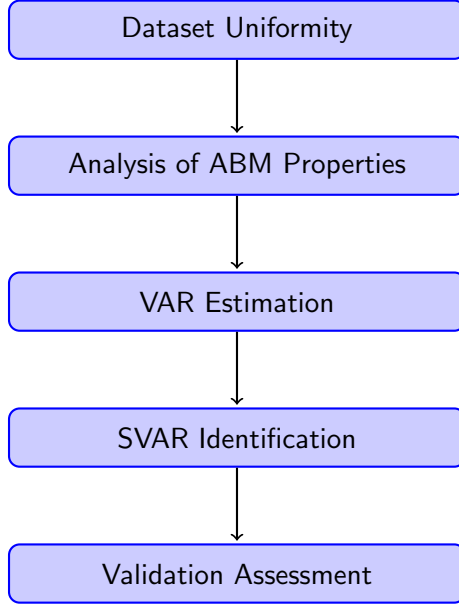 Dataset Uniformity
Analysis of ABM Properties
VAR Estimation
SVAR Identification
Validation Assessment